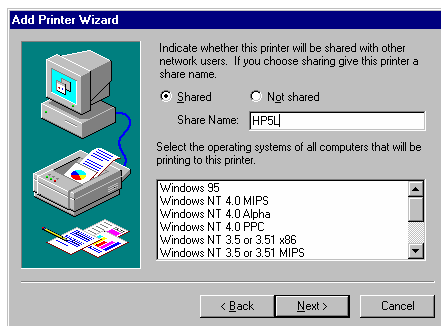 Add Printer Wizard
Indicate whether this printer will be shared with other
network users. If you choose sharing give this printer a
share name.
Shared Not shared
Share Name: HP5L
Select the operating systems of all computers that will be
printing to this printer.
Windows 95
Windows NT 4.0 MIPS
Windows NT 4.0 Alpha
Windows NT 4.0 PPC
Windows NT 3.5 or 3.51 x86
Windows NT 3.5 or 3.51 MIPS
< Back Next > Cancel